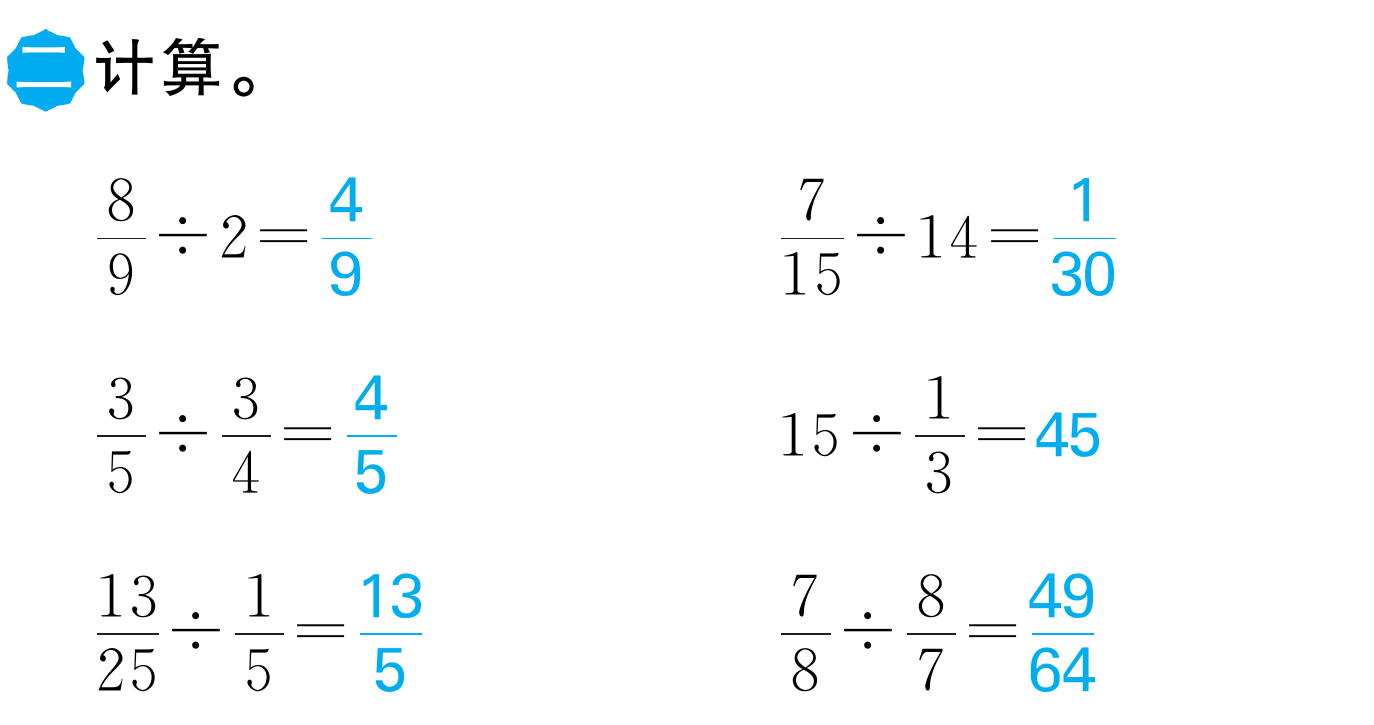 二 计算。
8/9 ÷ 2 = 4/9    7/15 ÷ 14 = 1/30
3/5 ÷ 3/4 = 4/5    15 ÷ 1/3 = 45
13/25 ÷ 1/5 = 13/5    7/8 ÷ 8/7 = 49/64